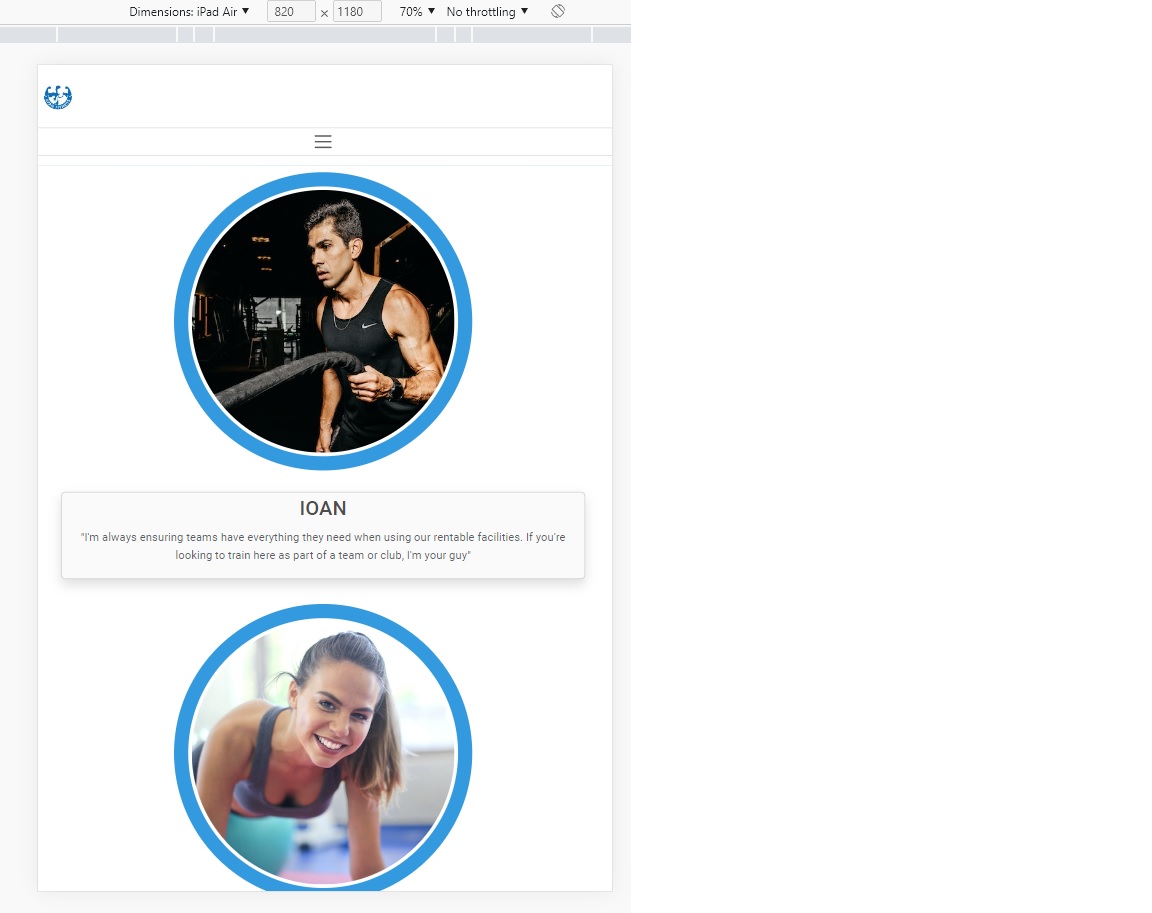 Dimensions: iPad Air ▼ 820 × 1180 70% ▼ No throttling ▼
IOAN
"I'm always ensuring teams have everything they need when using our rentable facilities. If you're
looking to train here as part of a team or club, I'm your guy"